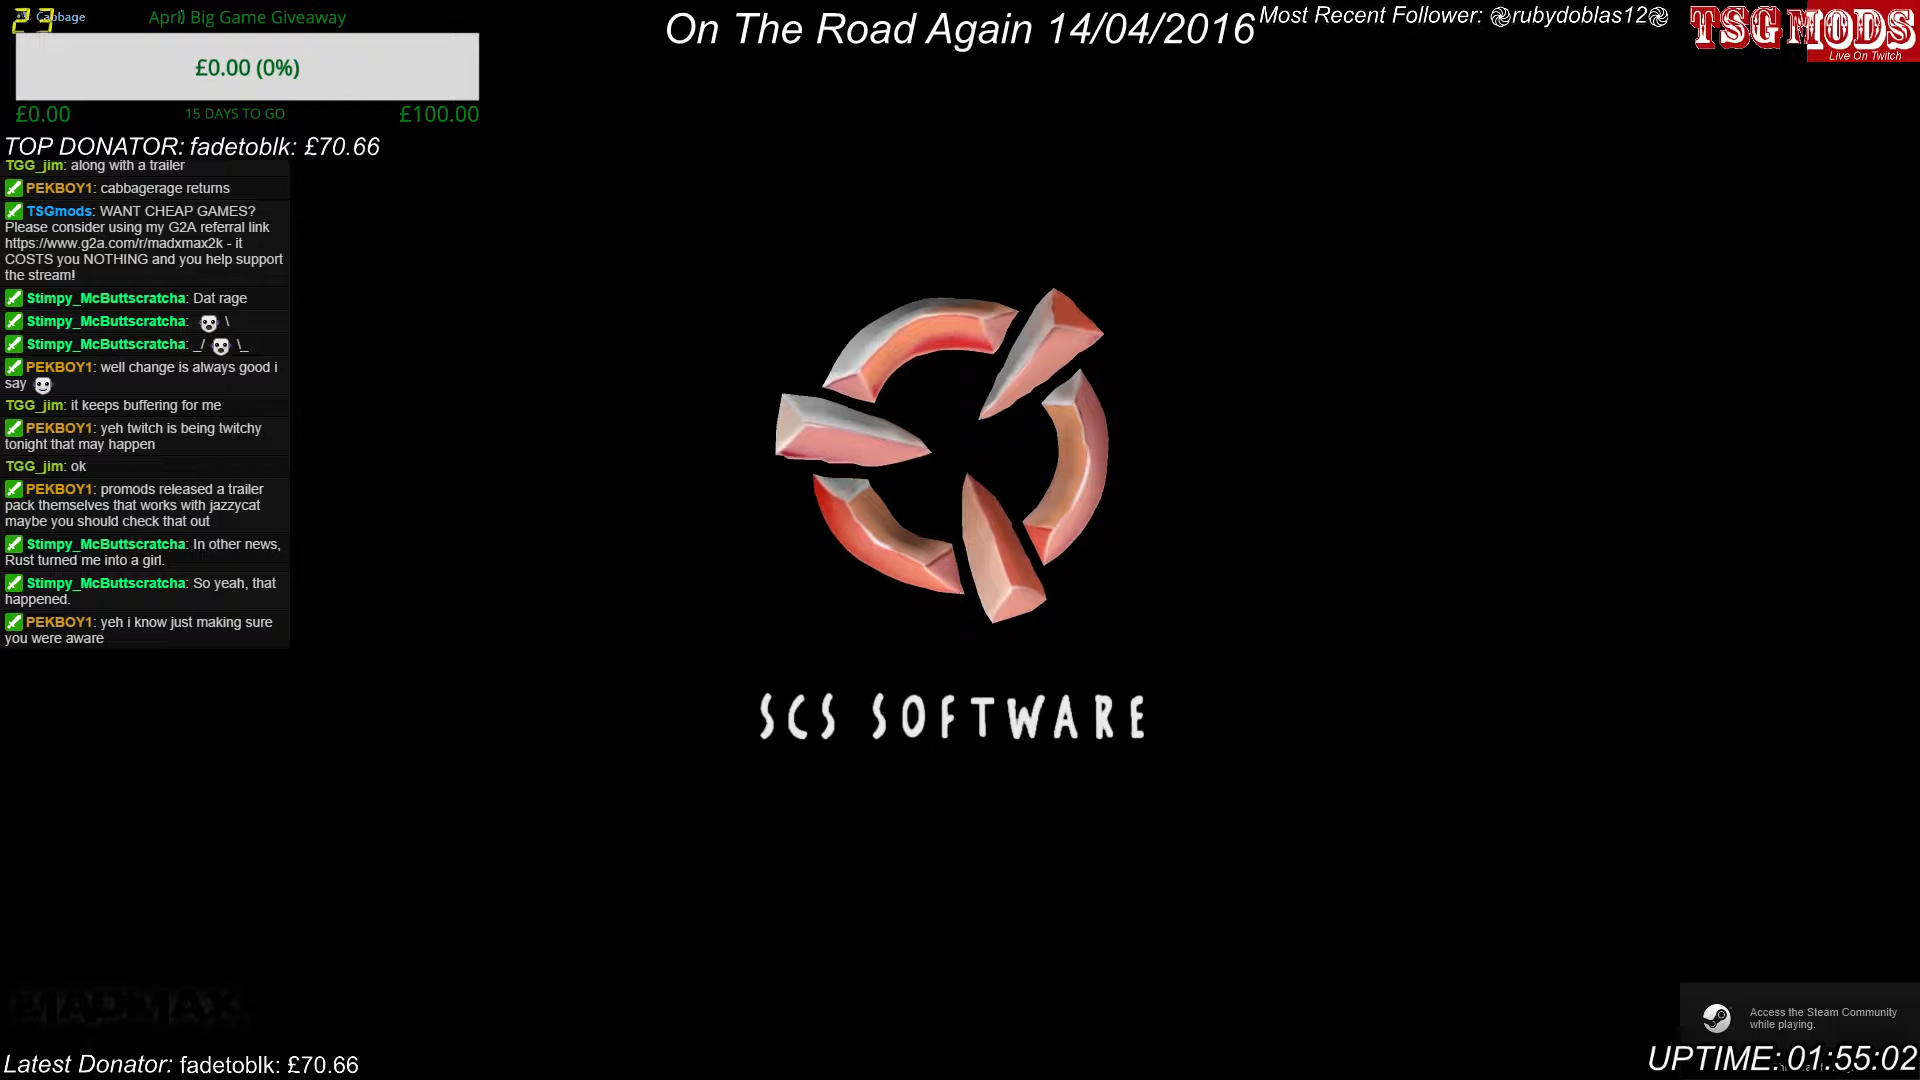 23
Cabbage
April Big Game Giveaway
£0.00 (0%)
£0.00
15 DAYS TO GO
£100.00
TOP DONATOR: fadetoblk: £70.66
On The Road Again 14/04/2016
Most Recent Follower: rubydoblas12
TSGMODS
Live On Twitch
TGG_jim: along with a trailer
PEKBOY1: cabbagerage returns
TSGmods: WANT CHEAP GAMES?
Please consider using my G2A referral link
https://www.g2a.com/r/madxmax2k - it
COSTS you NOTHING and you help support
the stream!
Stimpy_McButtscratcha: Dat rage
Stimpy_McButtscratcha: \
Stimpy_McButtscratcha: _/ \_
PEKBOY1: well change is always good i
say
TGG_jim: it keeps buffering for me
PEKBOY1: yeh twitch is being twitchy
tonight that may happen
TGG_jim: ok
PEKBOY1: promods released a trailer
pack themselves that works with jazzycat
maybe you should check that out
Stimpy_McButtscratcha: In other news,
Rust turned me into a girl.
Stimpy_McButtscratcha: So yeah, that
happened.
PEKBOY1: yeh i know just making sure
you were aware
SCS SOFTWARE
MADMAX
Access the Steam Community
while playing.
Latest Donator: fadetoblk: £70.66
UPTIME: 01:55:02